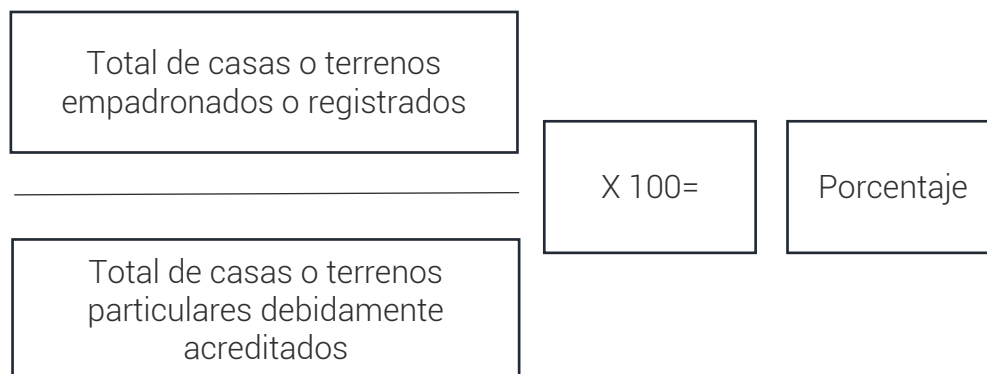 Total de casas o terrenos
empadronados o registrados
X 100=
Porcentaje
Total de casas o terrenos
particulares debidamente
acreditados